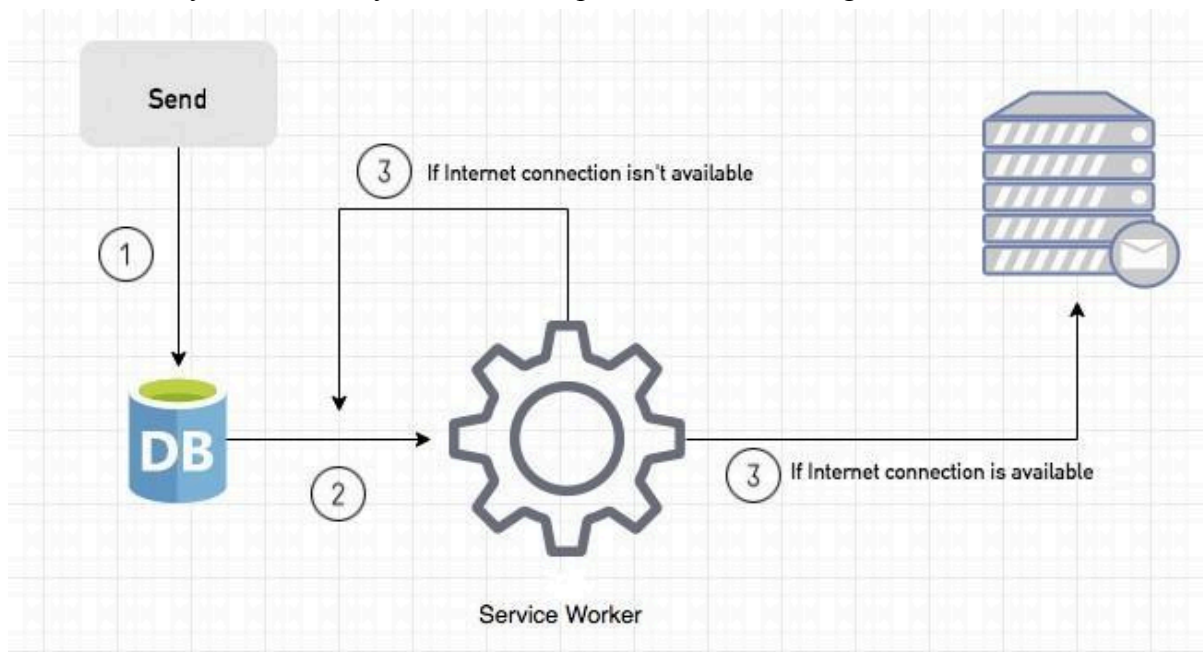 Send
3
If Internet connection isn't available
1
DB
2
3
If Internet connection is available
Service Worker